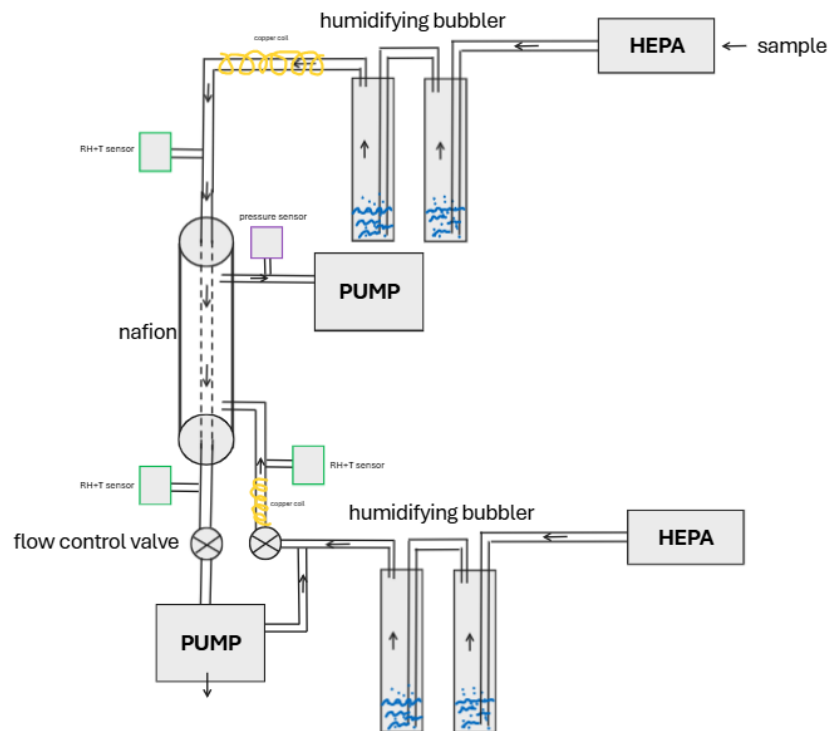 humidifying bubbler
copper coil
HEPA
sample
RH+T sensor
pressure sensor
PUMP
nafion
RH+T sensor
RH+T sensor
copper coil
humidifying bubbler
flow control valve
HEPA
PUMP